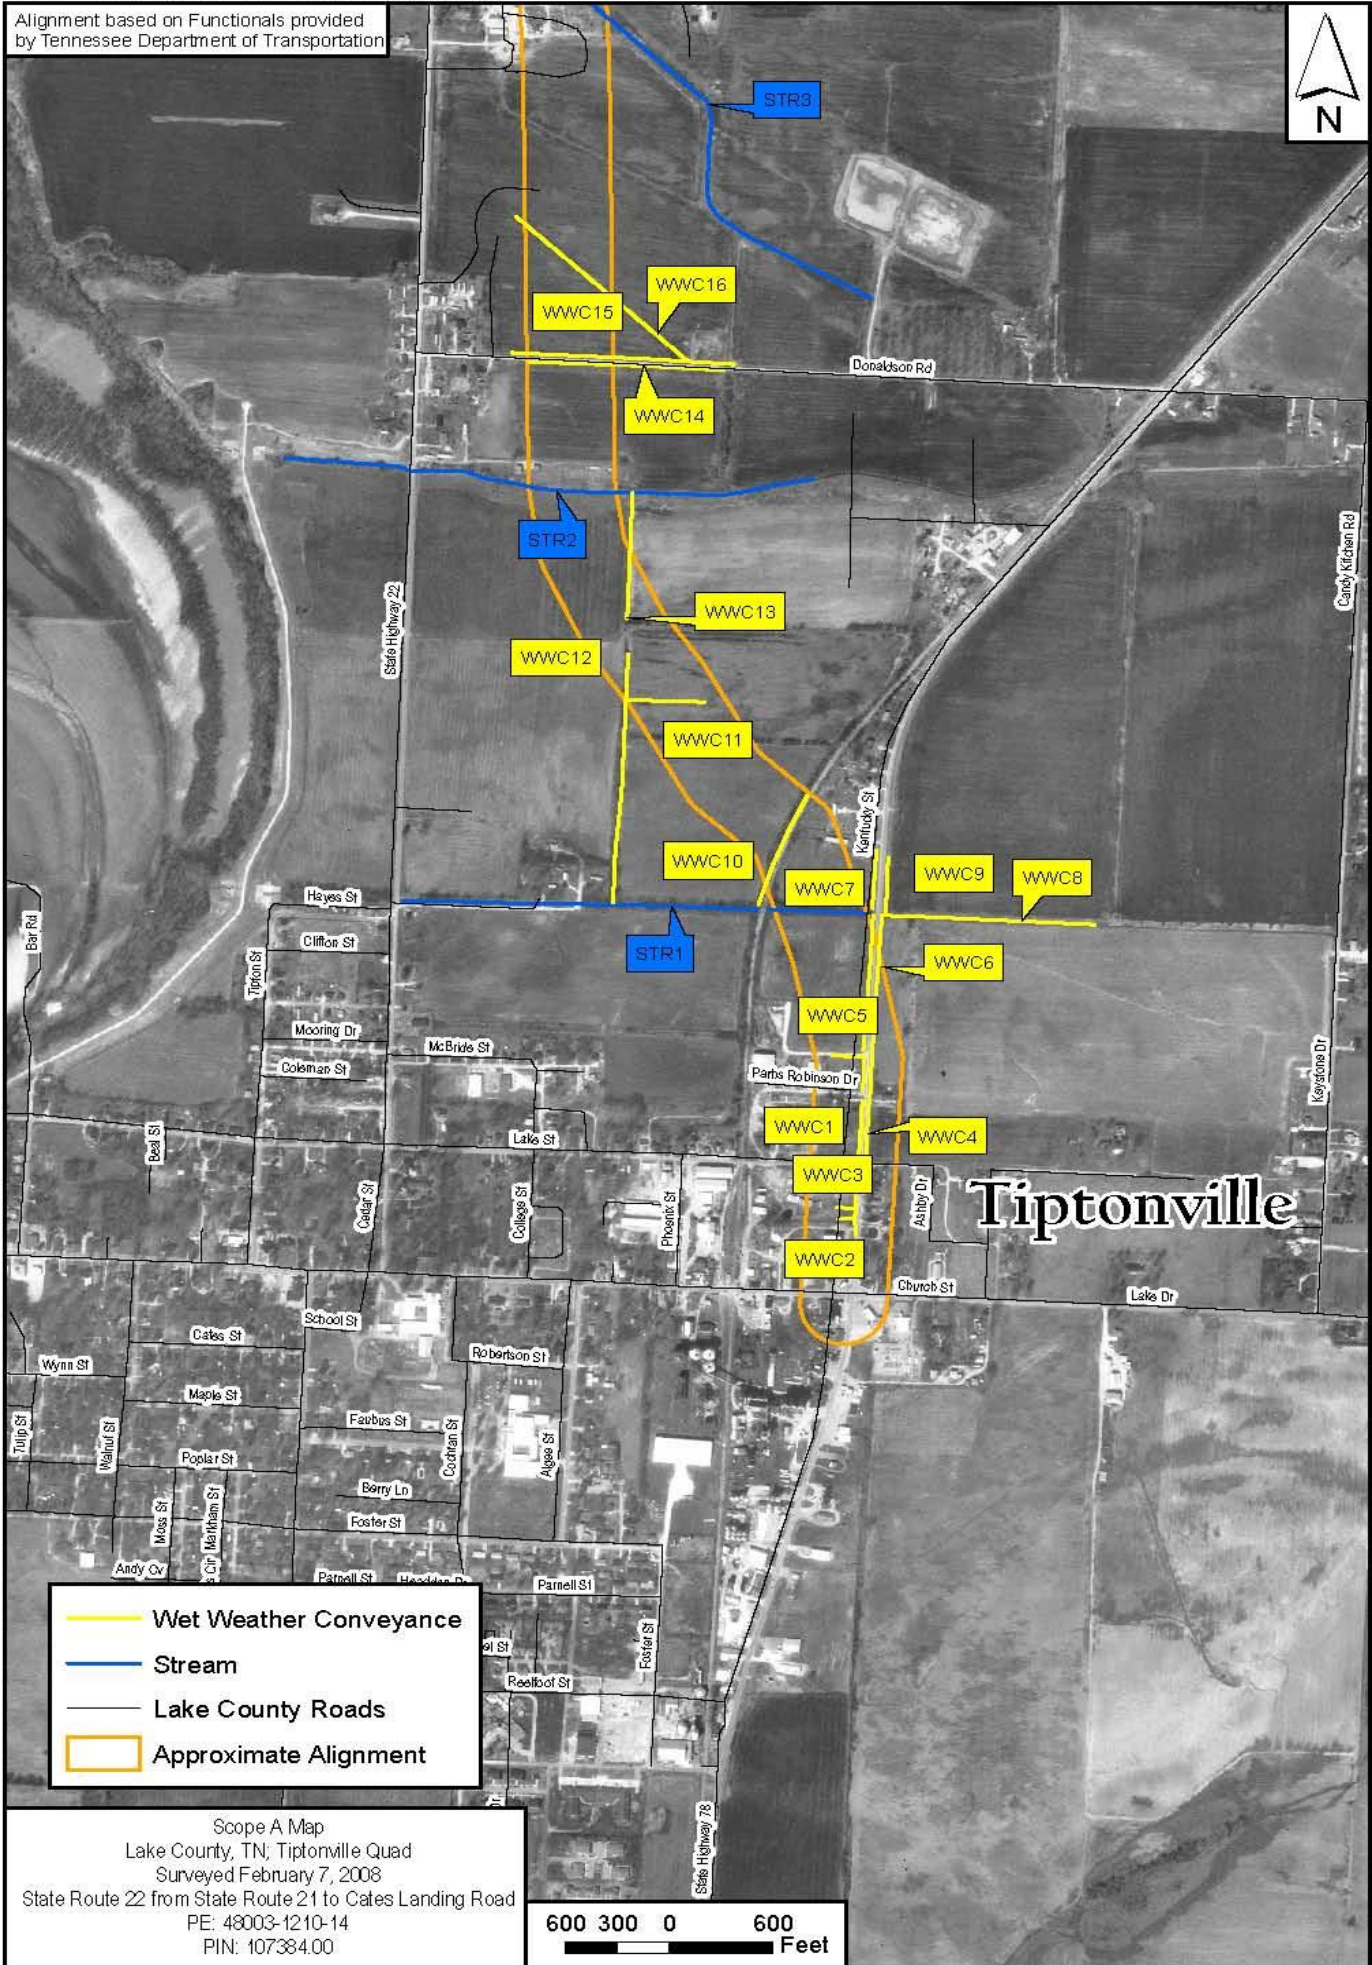 Alignment based on Functionals provided
by Tennessee Department of Transportation
N
STR3
WWC16
WWC15
Donaldson Rd
WWC14
STR2
State Highway 22
Candy Kitchen Rd
WWC13
WWC12
WWC11
Kentucky St
WWC10
WWC7
WWC9
WWC8
Hayes St
Bar Rd
Clifton St
STR1
WWC6
Tipton St
WWC5
Mooring Dr
McBride St
Coleman St
Parks Robinson Dr
Keystone Dr
WWC1
WWC4
Beal St
Lake St
WWC3
Cedar St
College St
Phoenix St
Ashby Dr
Tiptonville
WWC2
Church St
Lake Dr
School St
Cates St
Robertson St
Wynn St
Maple St
Faubus St
Tulip St
Walnut St
Cochran St
Algee St
Poplar St
Berry Ln
Moss St
Markham St
s Cir
Foster St
Andy Cv
Parnell St
Parnell St
Foster St
el St
Reelfoot St
Wet Weather Conveyance
Stream
Lake County Roads
Approximate Alignment
State Highway 78
Scope A Map
Lake County, TN; Tiptonville Quad
Surveyed February 7, 2008
State Route 22 from State Route 21 to Cates Landing Road
PE: 48003-1210-14
PIN: 107384.00
600 300 0 600
Feet